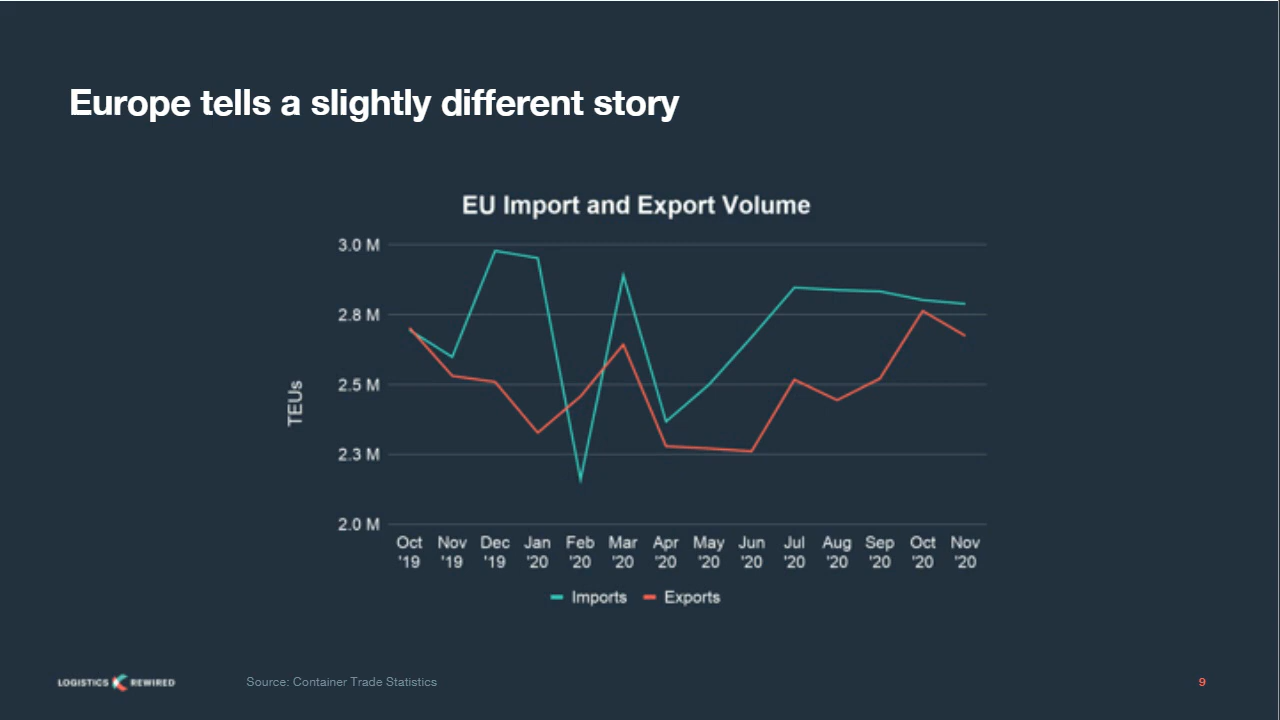 Europe tells a slightly different story
EU Import and Export Volume
3.0 M
2.8 M
2.5 M
2.3 M
2.0 M
TEUs
Oct '19
Nov '19
Dec '19
Jan '20
Feb '20
Mar '20
Apr '20
May '20
Jun '20
Jul '20
Aug '20
Sep '20
Oct '20
Nov '20
Imports
Exports
LOGISTICS REWIRED
Source: Container Trade Statistics
9